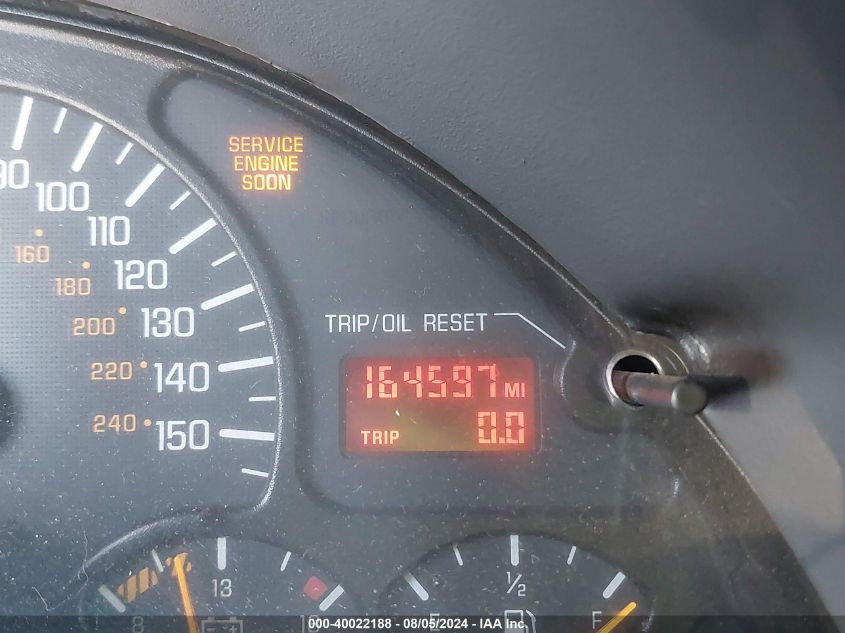 SERVICE
ENGINE
SOON
90
100
110
160
120
180
130
200
TRIP/OIL RESET
140
220
164597 MI
150
240
TRIP 0.0
13
1/2
8
E
F
000-40022188 - 08/05/2024 - IAA Inc.